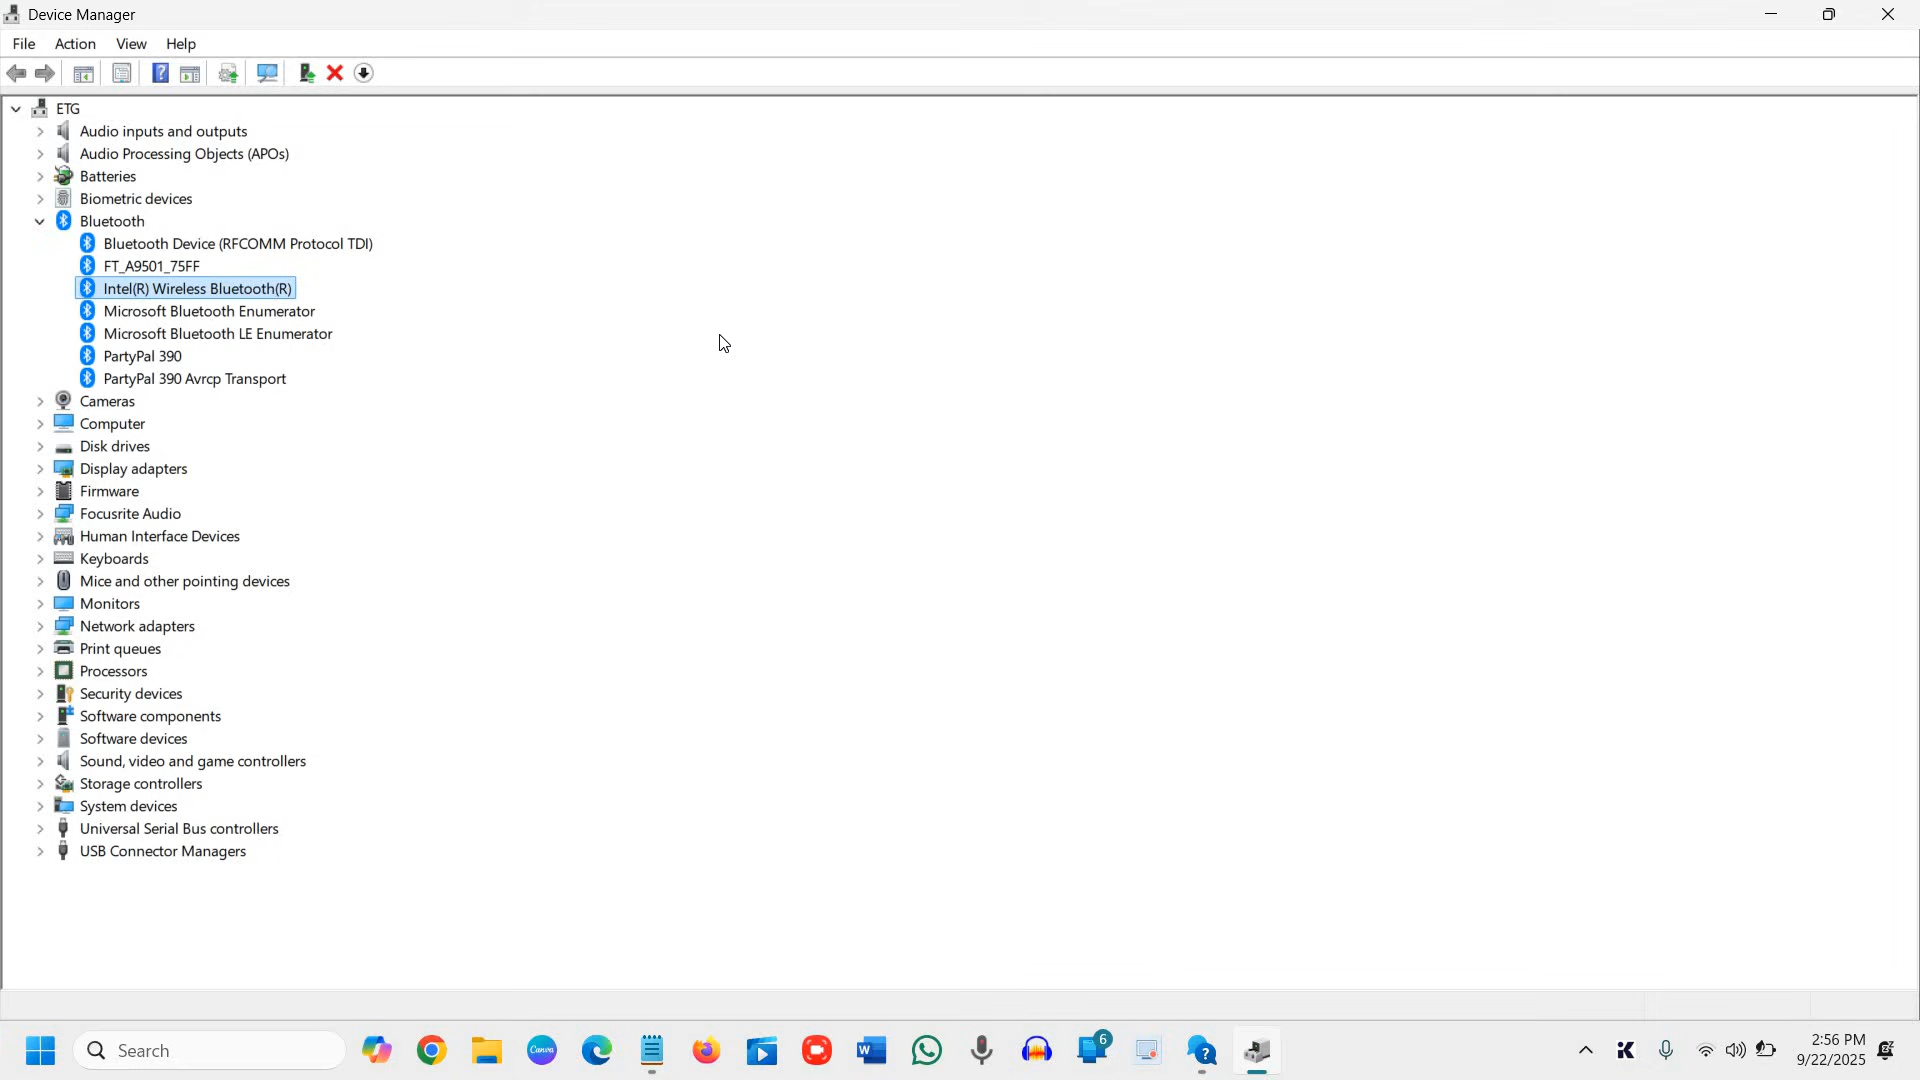 Device Manager
File Action View Help
ETG
Audio inputs and outputs
Audio Processing Objects (APOs)
Batteries
Biometric devices
Bluetooth
Bluetooth Device (RFCOMM Protocol TDI)
FT_A9501_75FF
Intel(R) Wireless Bluetooth(R)
Microsoft Bluetooth Enumerator
Microsoft Bluetooth LE Enumerator
PartyPal 390
PartyPal 390 Avrcp Transport
Cameras
Computer
Disk drives
Display adapters
Firmware
Focusrite Audio
Human Interface Devices
Keyboards
Mice and other pointing devices
Monitors
Network adapters
Print queues
Processors
Security devices
Software components
Software devices
Sound, video and game controllers
Storage controllers
System devices
Universal Serial Bus controllers
USB Connector Managers
Search
Canva
6
2:56 PM
9/22/2025